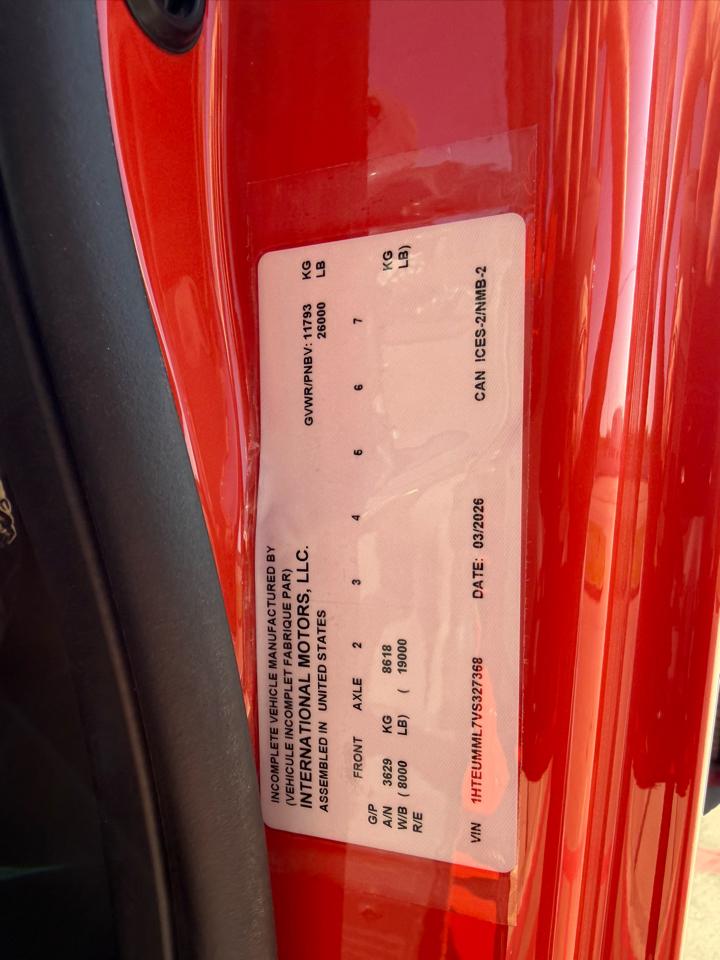 INCOMPLETE VEHICLE MANUFACTURED BY
(VEHICULE INCOMPLET FABRIQUE PAR)
INTERNATIONAL MOTORS, LLC.
ASSEMBLED IN UNITED STATES
GVWR/PNBV: 11793 KG
26000 LB
FRONT AXLE 2 3 4 5 6 7
G/P
A/N 3629 KG 8618 KG
W/B ( 8000 LB) ( 19000 LB)
R/E
VIN 1HTEUMML7VS327368 DATE: 03/2026 CAN ICES-2/NMB-2